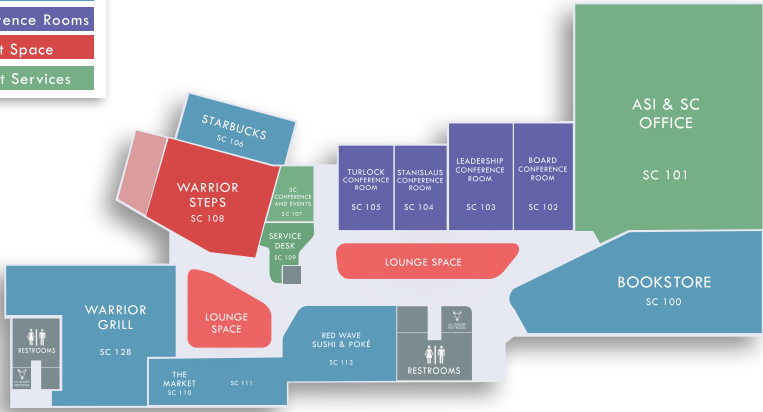 rence Rooms
t Space
t Services
ASI & SC
OFFICE
SC 101
STARBUCKS
SC 106
WARRIOR
STEPS
SC 108
SC
CONFERENCE
AND EVENTS
SC 107
SERVICE
DESK
SC 109
TURLOCK
CONFERENCE
ROOM
SC 105
STANISLAUS
CONFERENCE
ROOM
SC 104
LEADERSHIP
CONFERENCE
ROOM
SC 103
BOARD
CONFERENCE
ROOM
SC 102
LOUNGE SPACE
BOOKSTORE
SC 100
WARRIOR
GRILL
SC 128
LOUNGE
SPACE
RED WAVE
SUSHI & POKÉ
SC 113
RESTROOMS
RESTROOMS
THE
MARKET
SC 110
SC 111